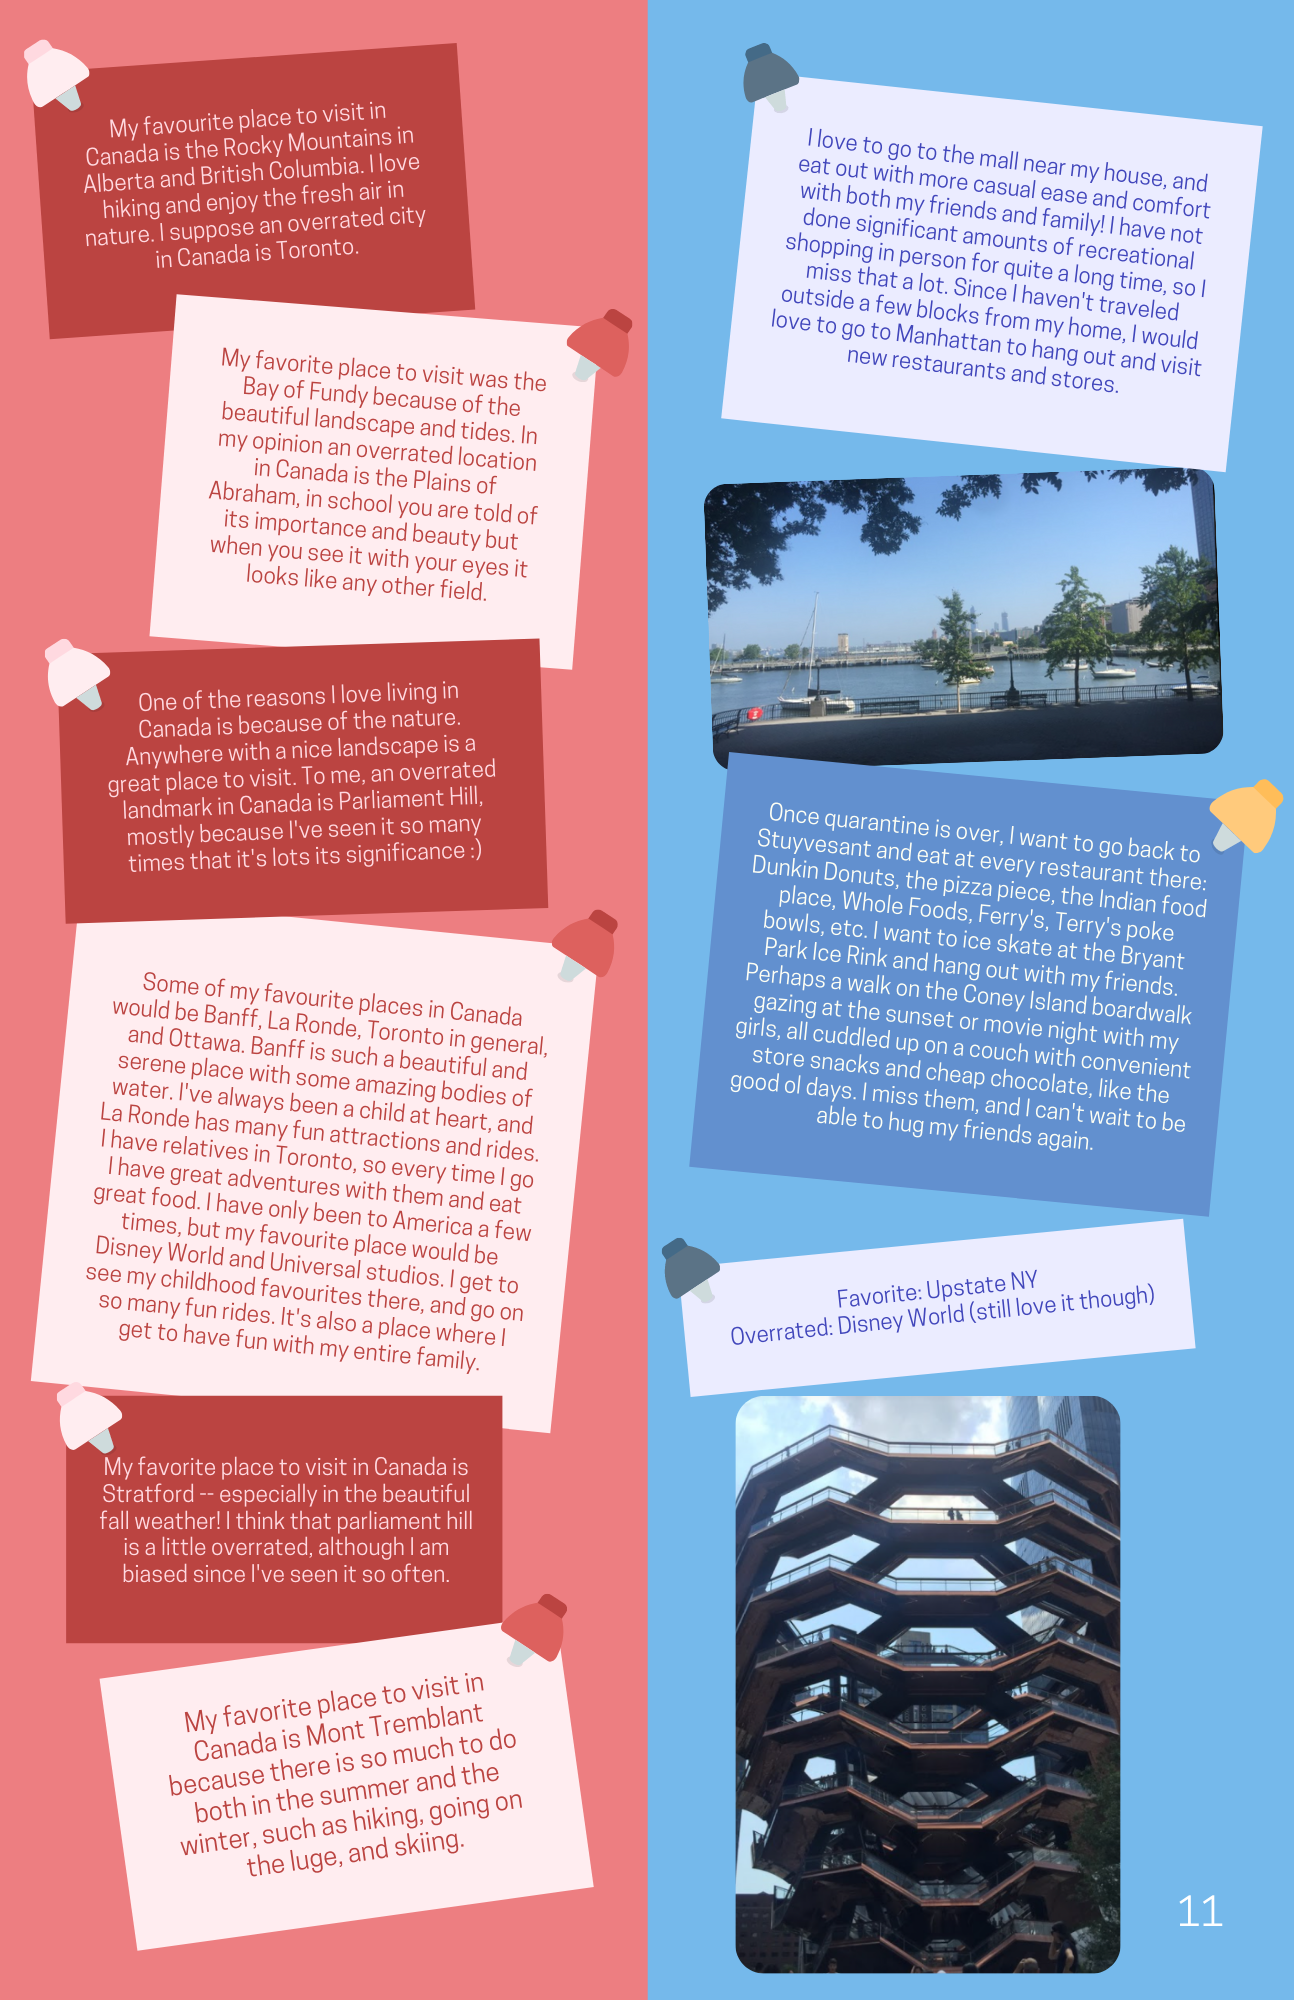 My favourite place to visit in
Canada is the Rocky Mountains in
Alberta and British Columbia. I love
hiking and enjoy the fresh air in
nature. I suppose an overrated city
in Canada is Toronto.
My favorite place to visit was the
Bay of Fundy because of the
beautiful landscape and tides. In
my opinion an overrated location
in Canada is the Plains of
Abraham, in school you are told of
its importance and beauty but
when you see it with your eyes it
looks like any other field.
One of the reasons I love living in
Canada is because of the nature.
Anywhere with a nice landscape is a
great place to visit. To me, an overrated
landmark in Canada is Parliament Hill,
mostly because I've seen it so many
times that it's lots its significance :)
Some of my favourite places in Canada
would be Banff, La Ronde, Toronto in general,
and Ottawa. Banff is such a beautiful and
serene place with some amazing bodies of
water. I've always been a child at heart, and
La Ronde has many fun attractions and rides.
I have relatives in Toronto, so every time I go
I have great adventures with them and eat
great food. I have only been to America a few
times, but my favourite place would be
Disney World and Universal studios. I get to
see my childhood favourites there, and go on
so many fun rides. It's also a place where I
get to have fun with my entire family.
My favorite place to visit in Canada is
Stratford -- especially in the beautiful
fall weather! I think that parliament hill
is a little overrated, although I am
biased since I've seen it so often.
My favorite place to visit in
Canada is Mont Tremblant
because there is so much to do
both in the summer and the
winter, such as hiking, going on
the luge, and skiing.
I love to go to the mall near my house, and
eat out with more casual ease and comfort
with both my friends and family! I have not
done significant amounts of recreational
shopping in person for quite a long time, so I
miss that a lot. Since I haven't traveled
outside a few blocks from my home, I would
love to go to Manhattan to hang out and visit
new restaurants and stores.
Once quarantine is over, I want to go back to
Stuyvesant and eat at every restaurant there:
Dunkin Donuts, the pizza piece, the Indian food
place, Whole Foods, Ferry's, Terry's poke
bowls, etc. I want to ice skate at the Bryant
Park Ice Rink and hang out with my friends.
Perhaps a walk on the Coney Island boardwalk
gazing at the sunset or movie night with my
girls, all cuddled up on a couch with convenient
store snacks and cheap chocolate, like the
good ol days. I miss them, and I can't wait to be
able to hug my friends again.
Favorite: Upstate NY
Overrated: Disney World (still love it though)
11